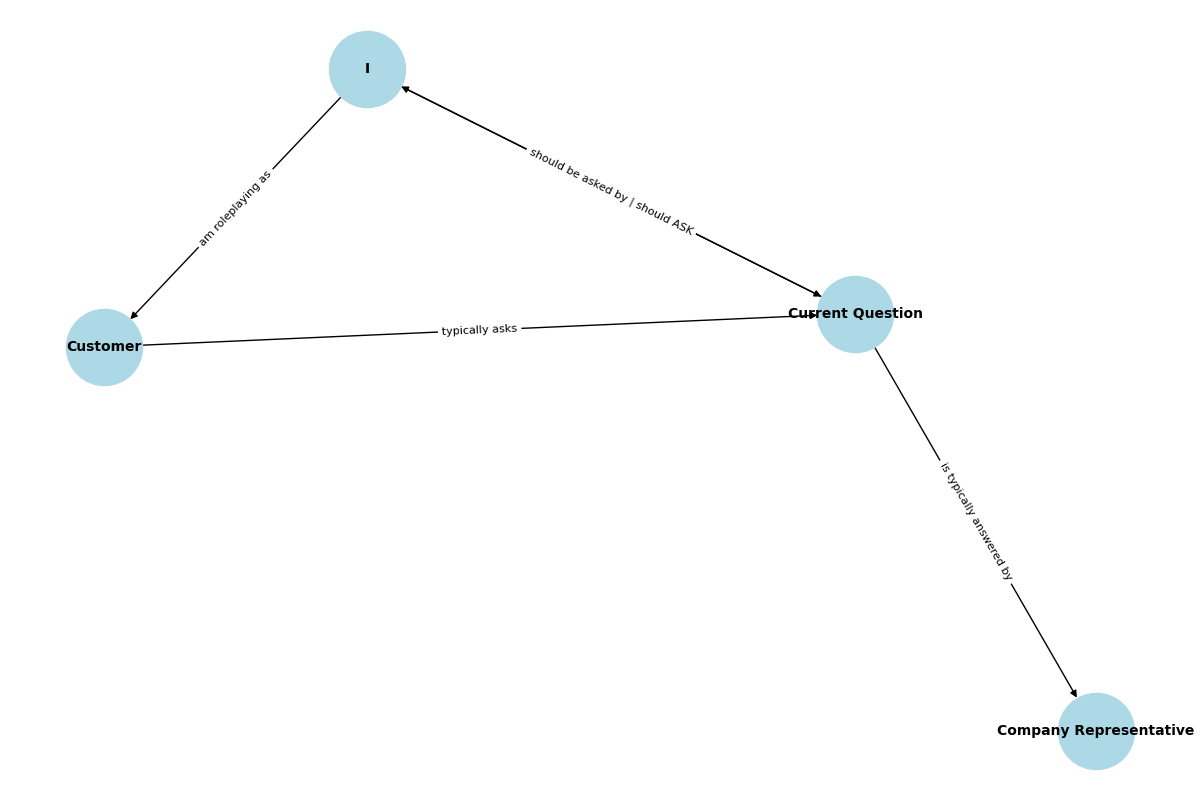 I
should be asked by | should ASK
am roleplaying as
Current Question
typically asks
Customer
is typically answered by
Company Representative